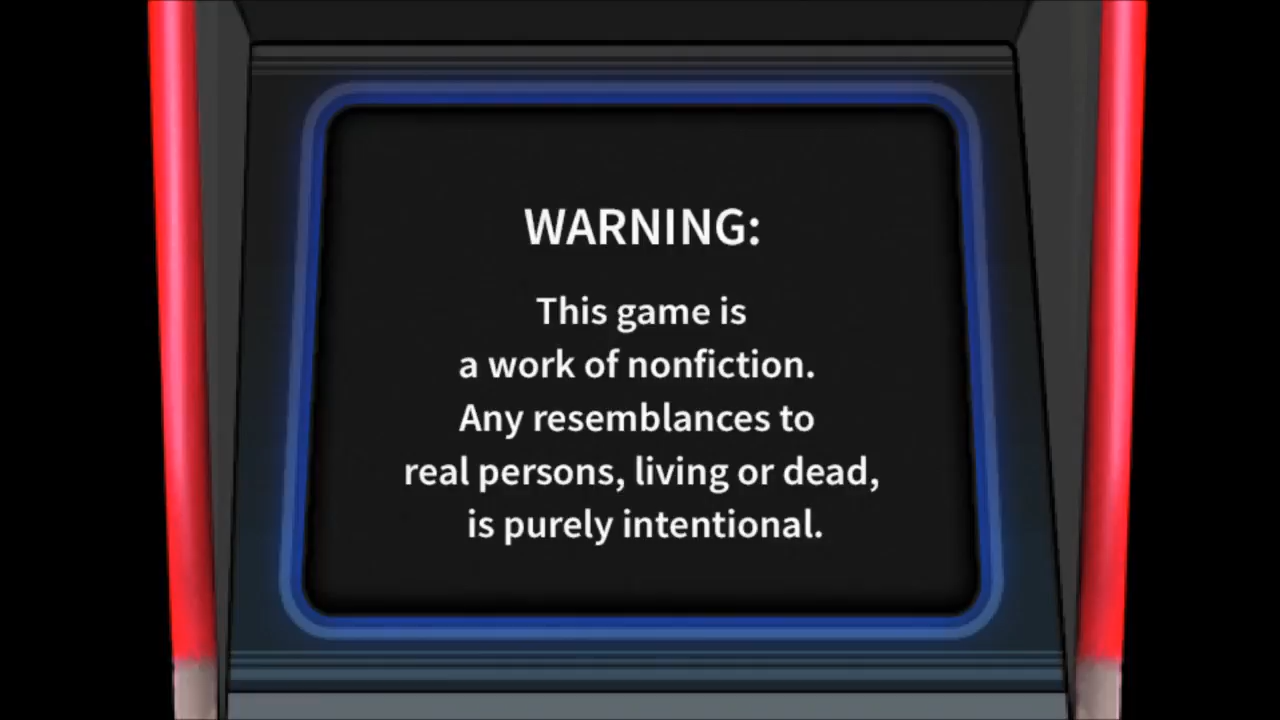 WARNING:
This game is
a work of nonfiction.
Any resemblances to
real persons, living or dead,
is purely intentional.